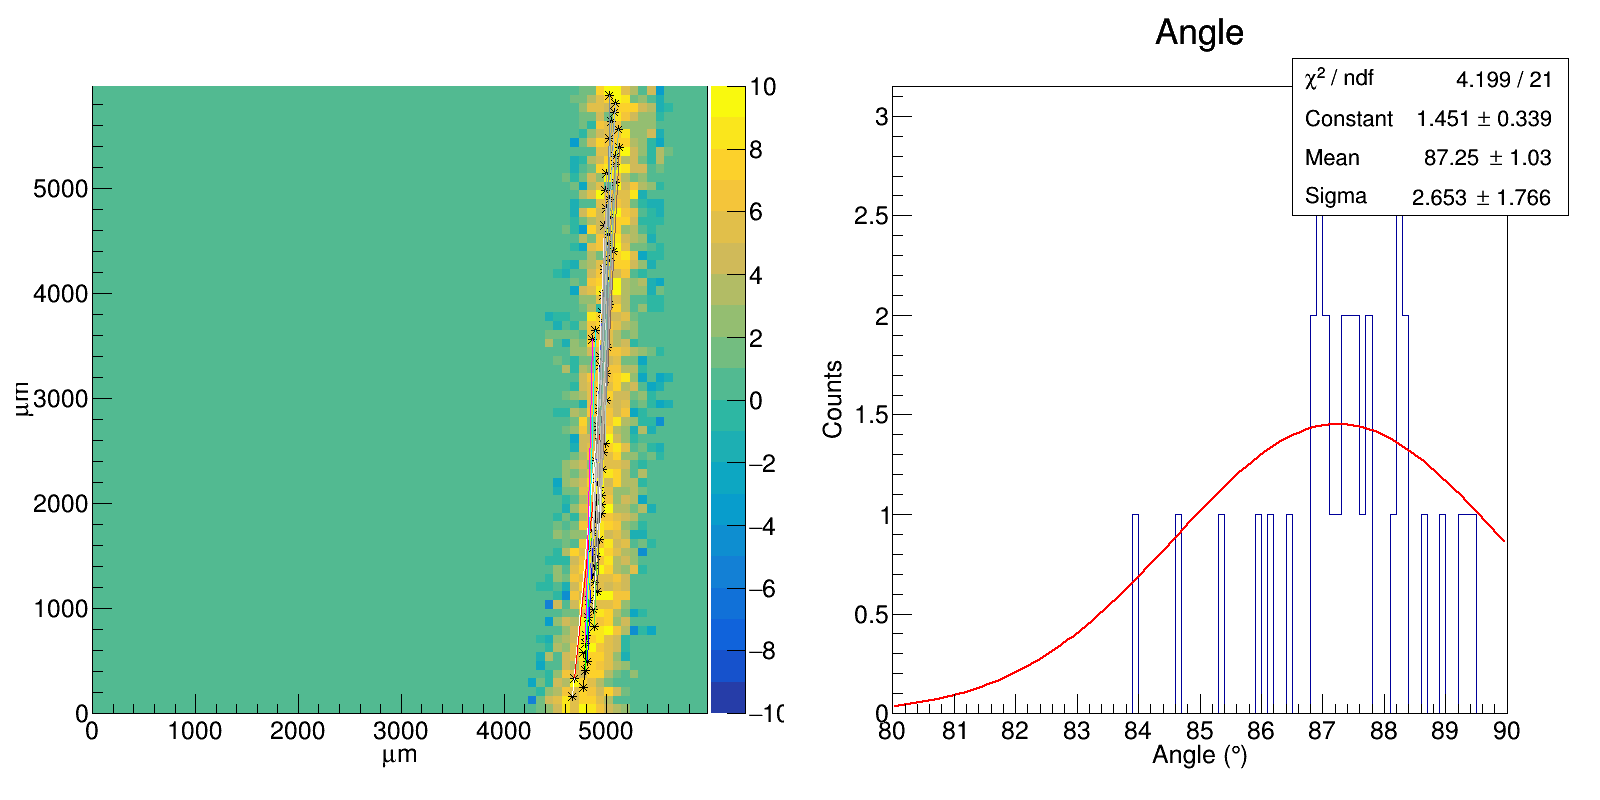 Angle
χ² / ndf 4.199 / 21
Constant 1.451 ± 0.339
Mean 87.25 ± 1.03
Sigma 2.653 ± 1.766
10
8
6
4
2
0
−2
−4
−6
−8
−10
5000
4000
3000
2000
1000
0
μm
0 1000 2000 3000 4000 5000
μm
3
2.5
2
1.5
1
0.5
0
Counts
80 81 82 83 84 85 86 87 88 89 90
Angle (°)